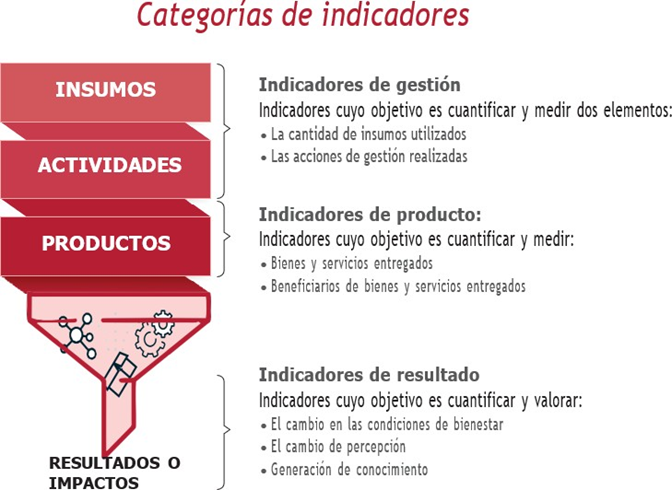 Categorías de indicadores
INSUMOS
ACTIVIDADES
PRODUCTOS
RESULTADOS O
IMPACTOS
Indicadores de gestión
Indicadores cuyo objetivo es cuantificar y medir dos elementos:
• La cantidad de insumos utilizados
• Las acciones de gestión realizadas
Indicadores de producto:
Indicadores cuyo objetivo es cuantificar y medir:
• Bienes y servicios entregados
• Beneficiarios de bienes y servicios entregados
Indicadores de resultado
Indicadores cuyo objetivo es cuantificar y valorar:
• El cambio en las condiciones de bienestar
• El cambio de percepción
• Generación de conocimiento